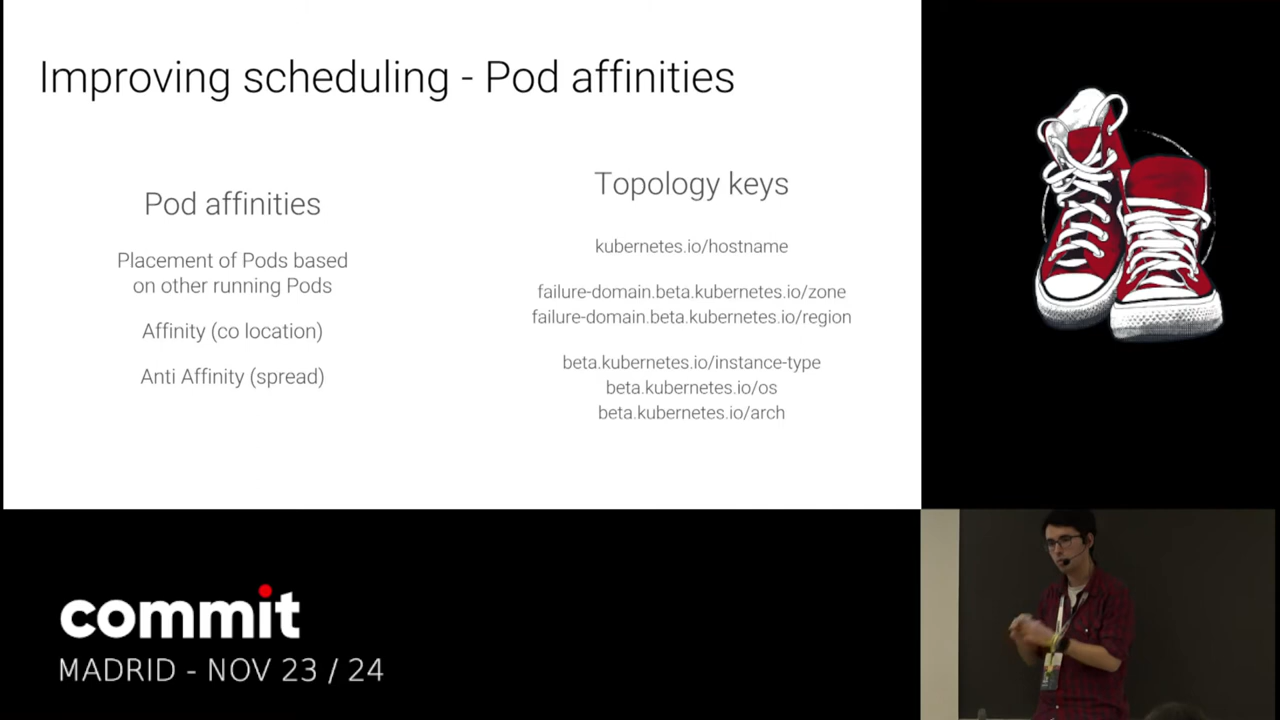 Improving scheduling - Pod affinities
Pod affinities
Placement of Pods based
on other running Pods
Affinity (co location)
Anti Affinity (spread)
Topology keys
kubernetes.io/hostname
failure-domain.beta.kubernetes.io/zone
failure-domain.beta.kubernetes.io/region
beta.kubernetes.io/instance-type
beta.kubernetes.io/os
beta.kubernetes.io/arch
commit
MADRID - NOV 23 / 24